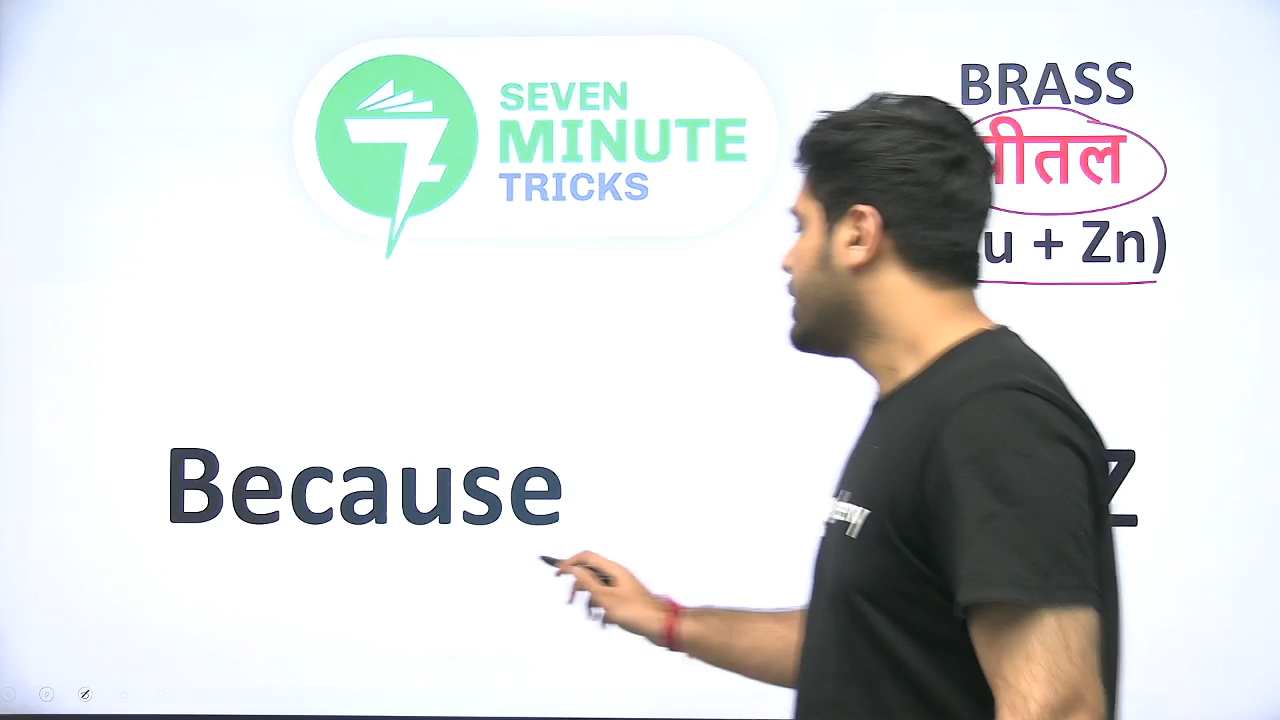 SEVEN
MINUTE
TRICKS
BRASS
पीतल
u + Zn)
Because
Z